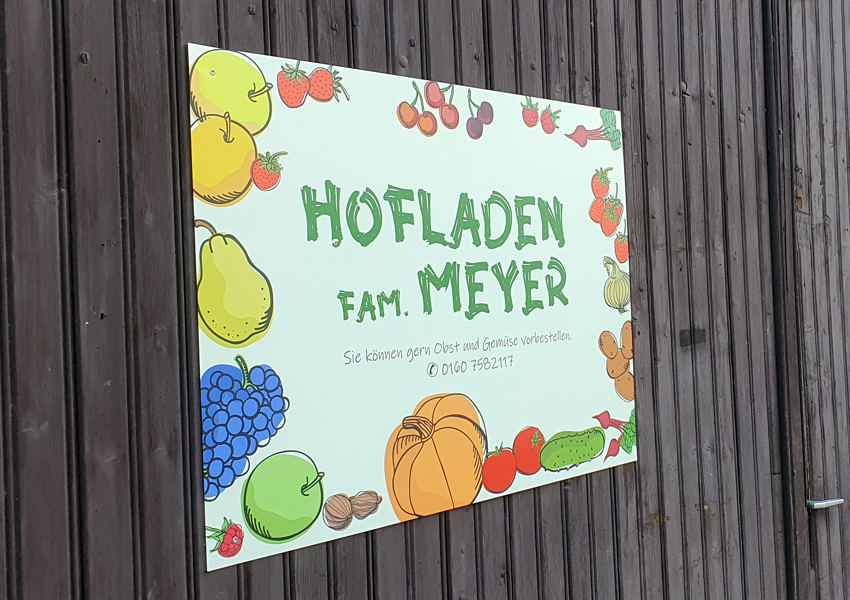 HOFLADEN
FAM. MEYER
Sie können gern Obst und Gemüse vorbestellen.
✆ 0160 7582117